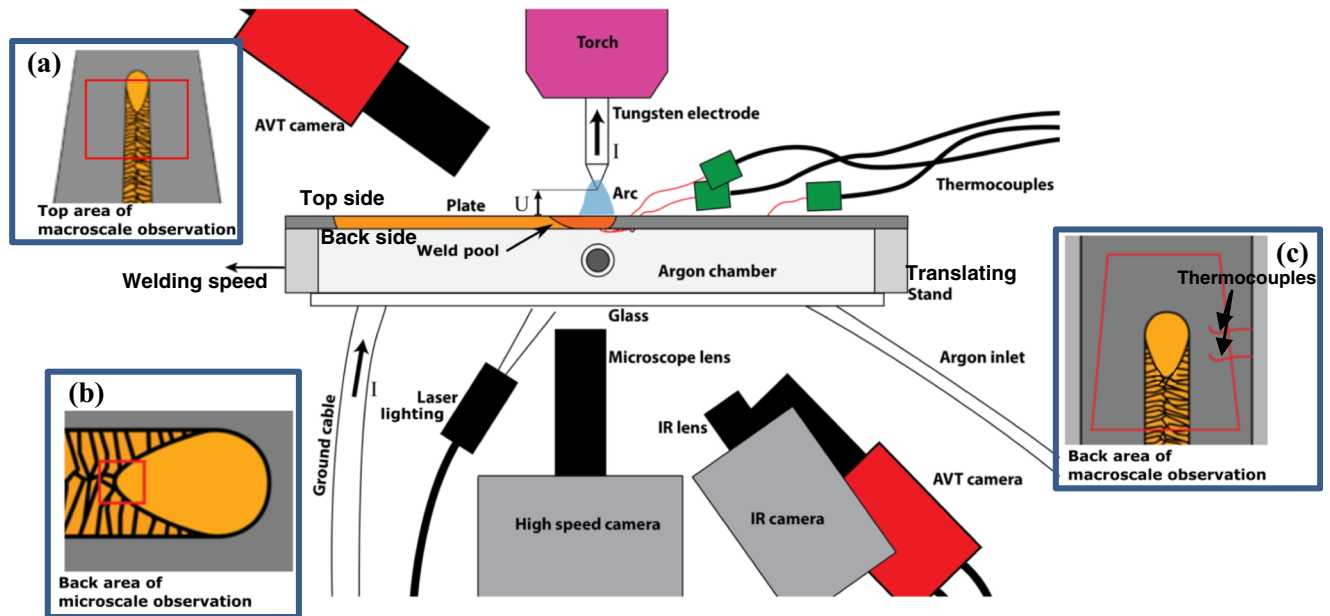 (a)
Top area of
macroscale observation
AVT camera
Torch
Tungsten electrode
I
Arc
U
Thermocouples
Top side
Plate
Back side
Weld pool
Welding speed
Argon chamber
Translating
Stand
Glass
Microscope lens
Argon inlet
Laser
lighting
I
Ground cable
IR lens
AVT camera
IR camera
High speed camera
(b)
Back area of
microscale observation
(c)
Thermocouples
Back area of
macroscale observation